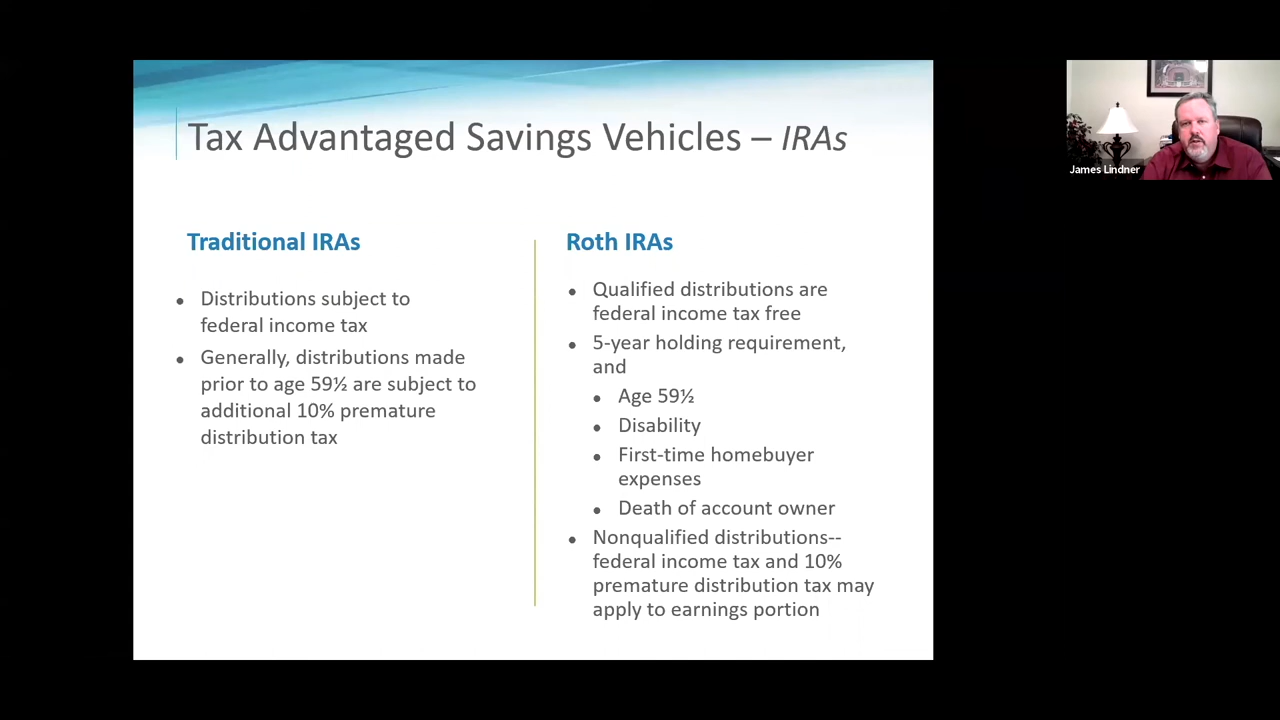 Tax Advantaged Savings Vehicles – IRAs
Traditional IRAs
• Distributions subject to
federal income tax
• Generally, distributions made
prior to age 59½ are subject to
additional 10% premature
distribution tax
Roth IRAs
• Qualified distributions are
federal income tax free
• 5-year holding requirement,
and
• Age 59½
• Disability
• First-time homebuyer
expenses
• Death of account owner
• Nonqualified distributions--
federal income tax and 10%
premature distribution tax may
apply to earnings portion
James Lindner